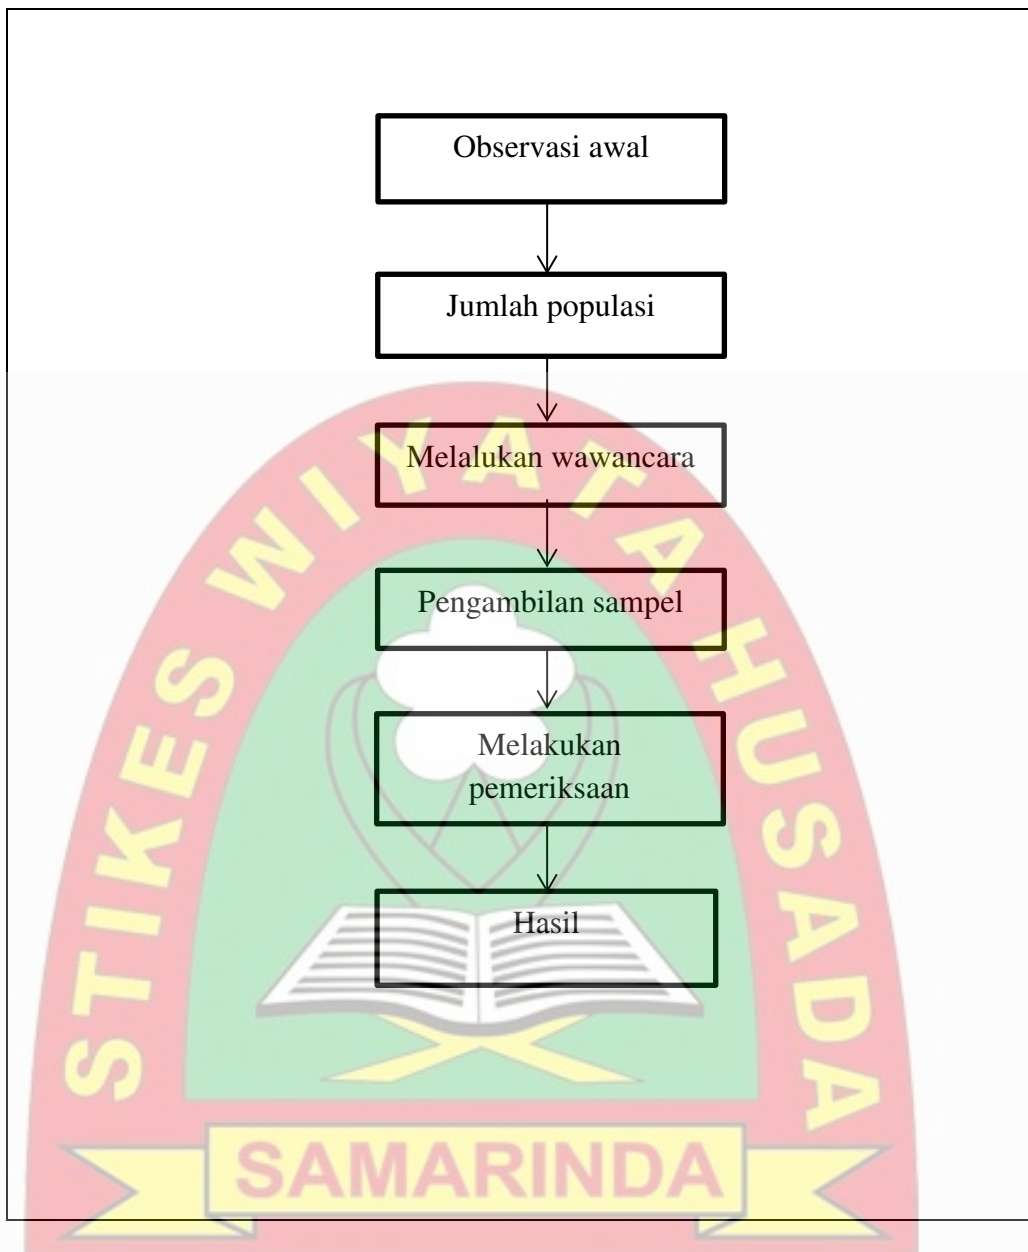 Observasi awal
Jumlah populasi
Melalukan wawancara
Pengambilan sampel
Melakukan
pemeriksaan
Hasil
STIKES WIYATA HUSADA
SAMARINDA